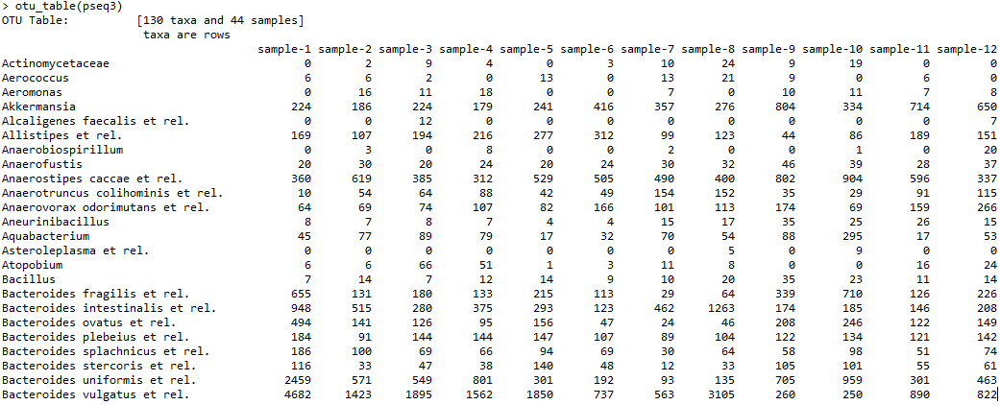 > otu_table(pseq3)
OTU Table:          [130 taxa and 44 samples]
                     taxa are rows
                                   sample-1 sample-2 sample-3 sample-4 sample-5 sample-6 sample-7 sample-8 sample-9 sample-10 sample-11 sample-12
Actinomycetaceae 0 2 9 4 0 3 10 24 9 19 0 0
Aerococcus 6 6 2 0 13 0 13 21 9 0 6 0
Aeromonas 0 16 11 18 0 0 7 0 10 11 7 8
Akkermansia 224 186 224 179 241 416 357 276 804 334 714 650
Alcaligenes faecalis et rel. 0 0 12 0 0 0 0 0 0 0 0 7
Allistipes et rel. 169 107 194 216 277 312 99 123 44 86 189 151
Anaerobiospirillum 0 3 0 8 0 0 2 0 0 1 0 20
Anaerofustis 20 30 20 24 20 24 30 32 46 39 28 37
Anaerostipes caccae et rel. 360 619 385 312 529 505 490 400 802 904 596 337
Anaerotruncus colihominis et rel. 10 54 64 88 42 49 154 152 35 29 91 115
Anaerovorax odorimutans et rel. 64 69 74 107 82 166 101 113 174 69 159 266
Aneurinibacillus 8 7 8 7 4 4 15 17 35 25 26 15
Aquabacterium 45 77 89 79 17 32 70 54 88 295 17 53
Asteroleplasma et rel. 0 0 0 0 0 0 0 5 0 9 0 0
Atopobium 6 6 66 51 1 3 11 8 0 0 16 24
Bacillus 7 14 7 12 14 9 10 20 35 23 11 14
Bacteroides fragilis et rel. 655 131 180 133 215 113 29 64 339 710 126 226
Bacteroides intestinalis et rel. 948 515 280 375 293 123 462 1263 174 185 146 208
Bacteroides ovatus et rel. 494 141 126 95 156 47 24 46 208 246 122 149
Bacteroides plebeius et rel. 184 91 144 144 147 107 89 104 122 134 121 142
Bacteroides splachnicus et rel. 186 100 69 66 94 69 30 64 58 98 51 74
Bacteroides stercoris et rel. 116 33 47 38 140 48 12 33 105 101 55 61
Bacteroides uniformis et rel. 2459 571 549 801 301 192 93 135 705 959 301 463
Bacteroides vulgatus et rel. 4682 1423 1895 1562 1850 737 563 3105 260 250 890 822